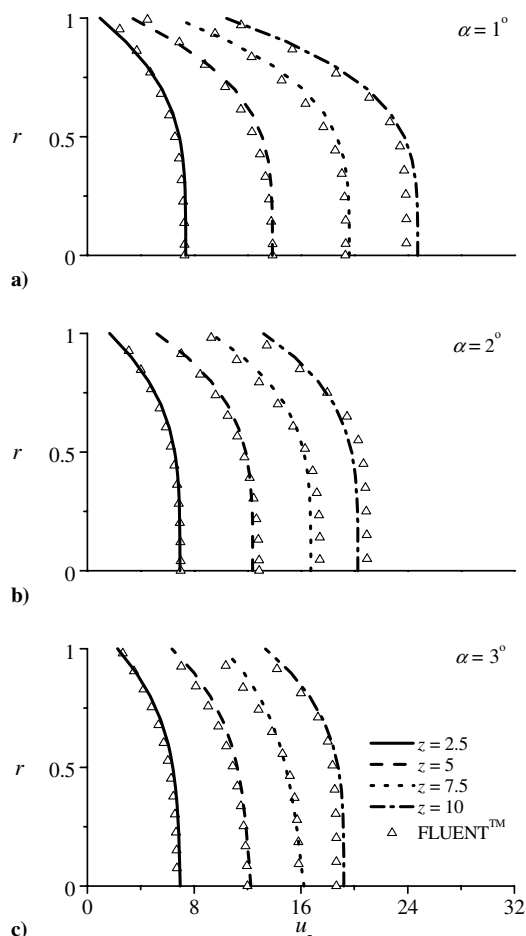 1
α = 1°
r
0.5
0
a)
1
α = 2°
r
0.5
0
b)
1
α = 3°
z = 2.5
z = 5
r
0.5
z = 7.5
z = 10
FLUENT™
0
0 8 16 24 32
c)
u